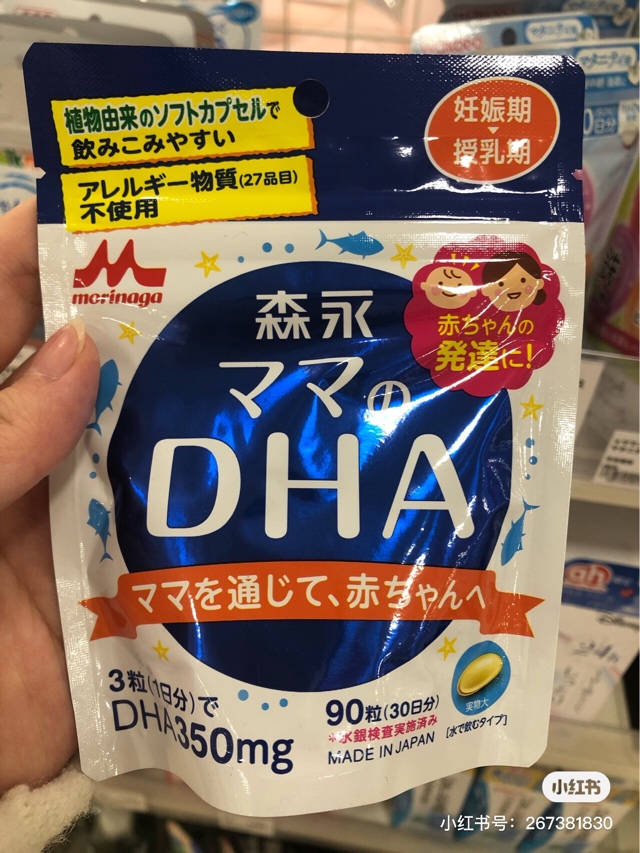 植物由来のソフトカプセルで
飲みこみやすい
アレルギー物質(27品目)
不使用
妊娠期
授乳期
morinaga
森永
ママの
DHA
赤ちゃんの
発達に!
ママを通じて、赤ちゃんへ
3粒(1日分)で
DHA350mg
90粒(30日分)
*水銀検査実施済み
MADE IN JAPAN
[水で飲むタイプ]
実物大
小红书
小红书号：267381830